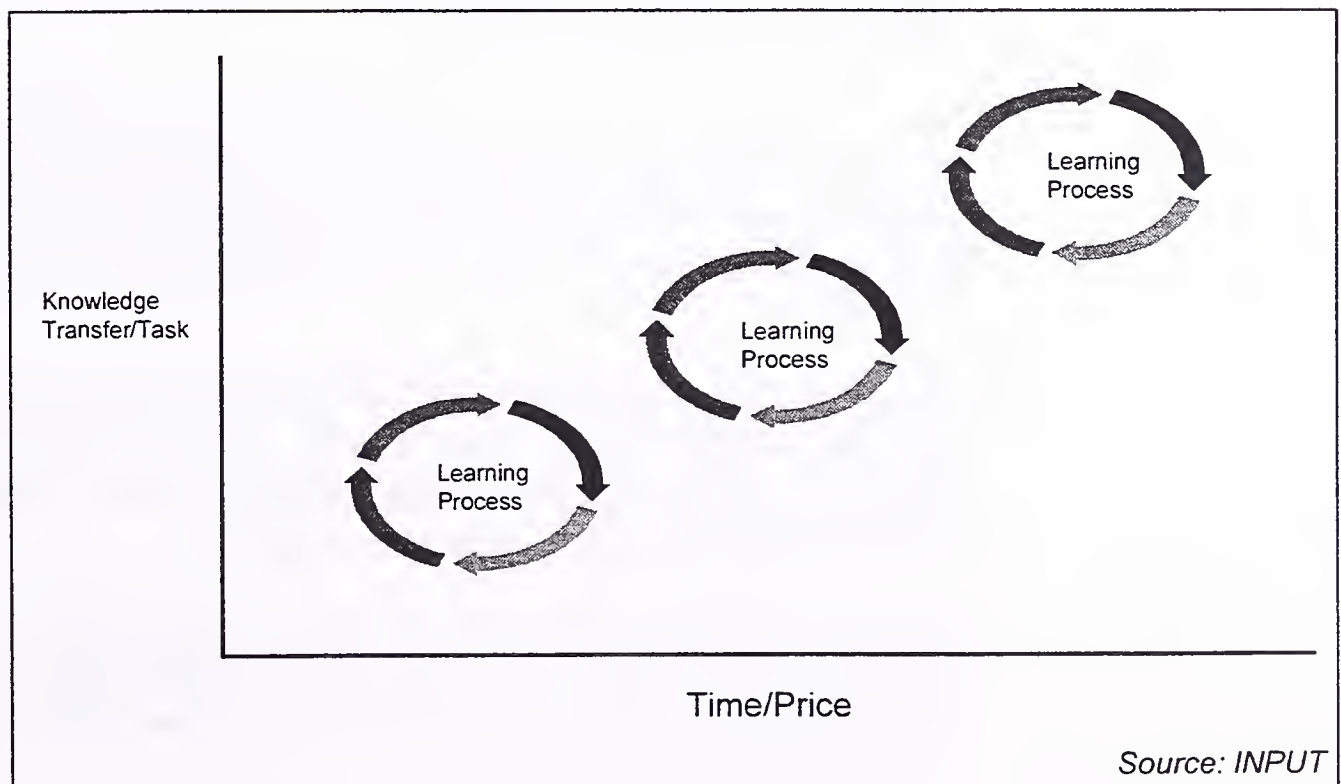 Learning
Process
Learning
Process
Knowledge
Transfer/Task
Learning
Process
Time/Price
Source: INPUT